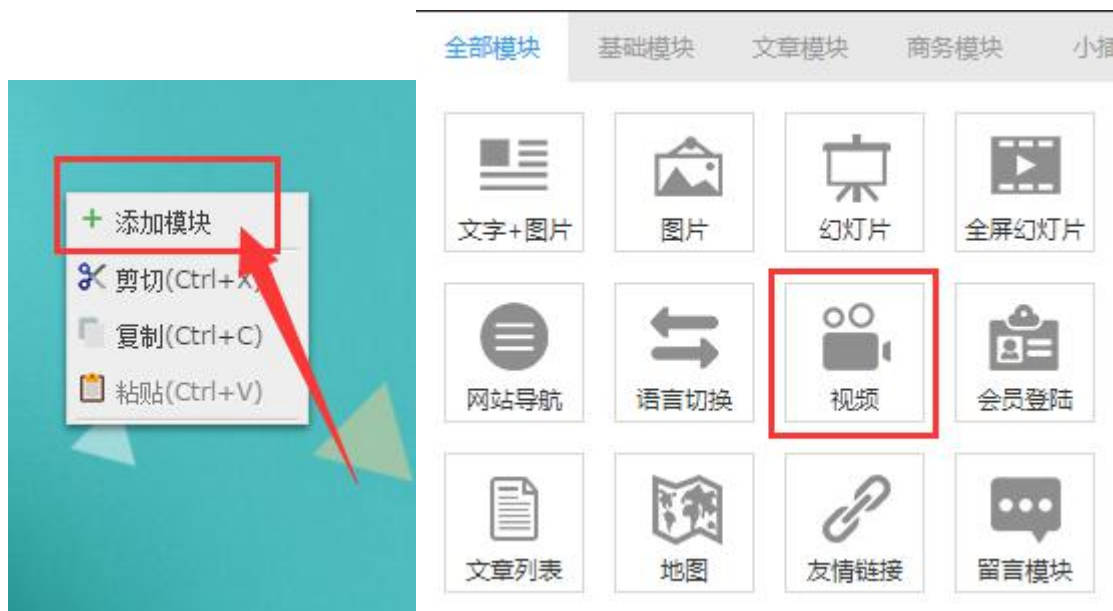 添加模块
剪切(Ctrl+X)
复制(Ctrl+C)
粘贴(Ctrl+V)
全部模块 基础模块 文章模块 商务模块 小插
文字+图片 图片 幻灯片 全屏幻灯片
网站导航 语言切换 视频 会员登陆
文章列表 地图 友情链接 留言模块